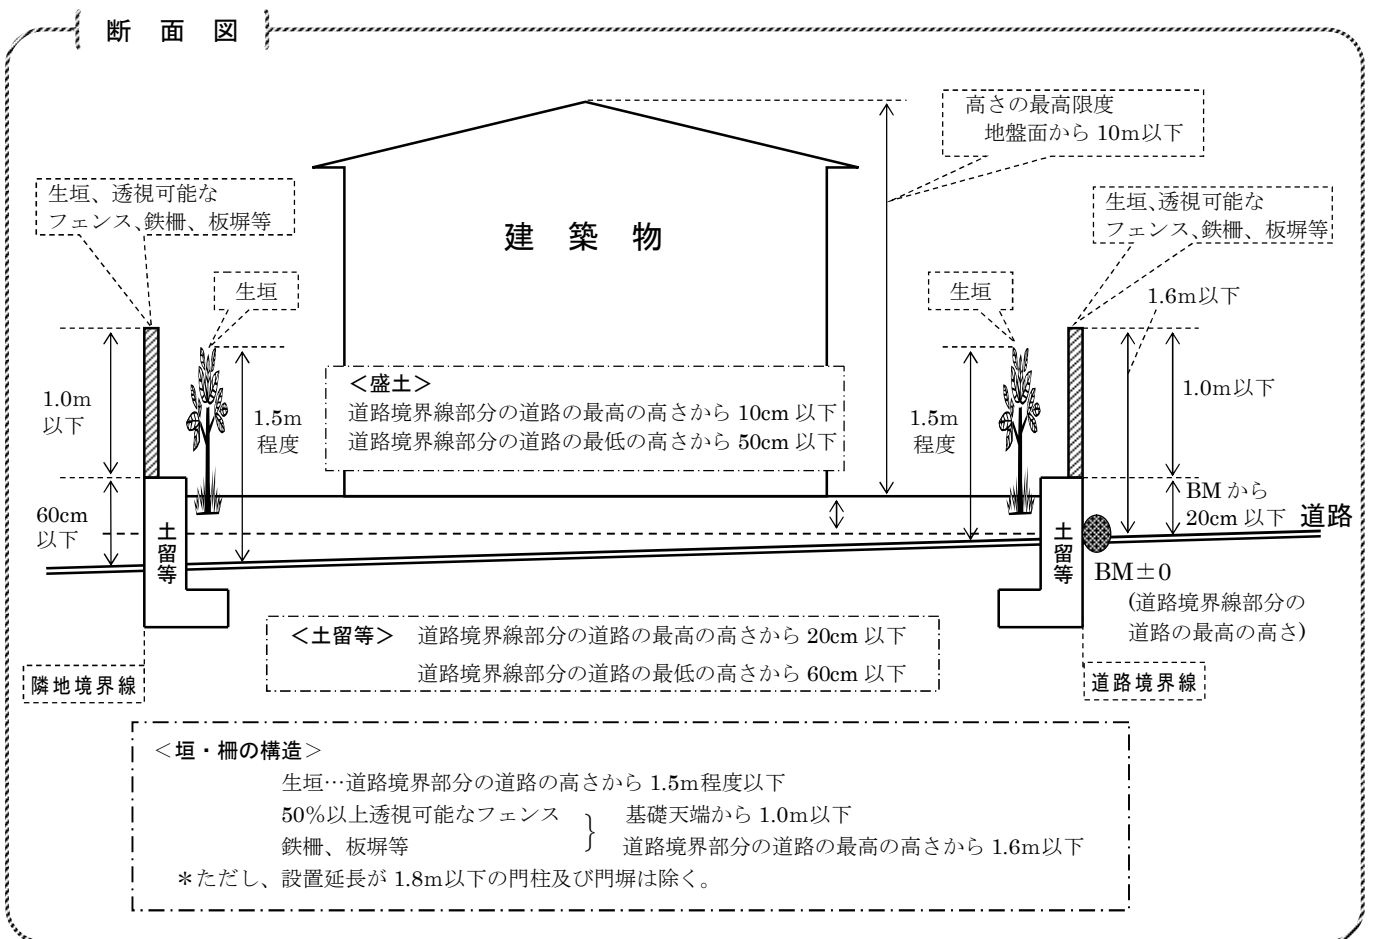 断 面 図
高さの最高限度
地盤面から 10m以下
生垣、透視可能な
フェンス、鉄柵、板塀等
生垣、透視可能な
フェンス、鉄柵、板塀等
建 築 物
生垣
生垣
1.6m以下
1.0m
以下
1.5m
程度
<盛土>
道路境界線部分の道路の最高の高さから 10cm 以下
道路境界線部分の道路の最低の高さから 50cm 以下
1.5m
程度
1.0m以下
60cm
以下
BM から
20cm 以下
道路
土留等
土留等
BM±0
(道路境界線部分の
道路の最高の高さ)
<土留等> 道路境界線部分の道路の最高の高さから 20cm 以下
道路境界線部分の道路の最低の高さから 60cm 以下
隣地境界線
道路境界線
<垣・柵の構造>
生垣…道路境界部分の道路の高さから 1.5m程度以下
50%以上透視可能なフェンス } 基礎天端から 1.0m以下
鉄柵、板塀等 道路境界部分の道路の最高の高さから 1.6m以下
*ただし、設置延長が 1.8m以下の門柱及び門塀は除く。